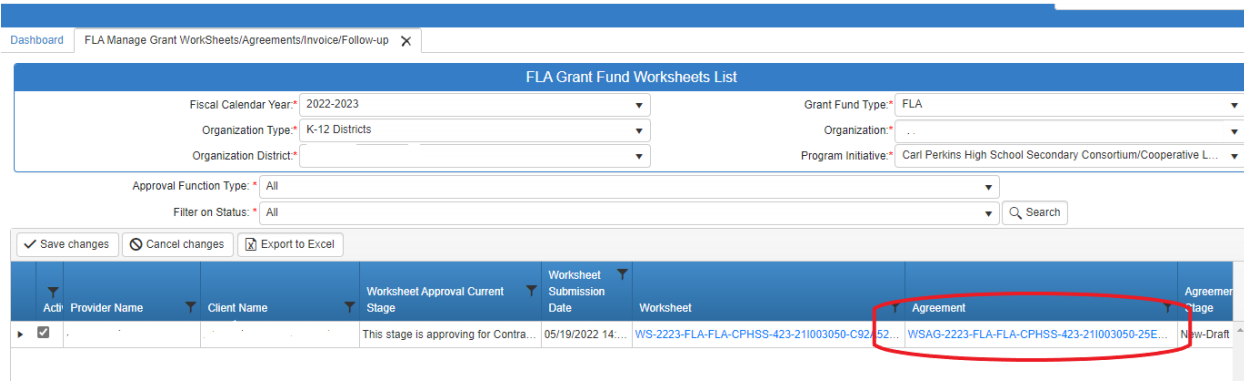 Dashboard FLA Manage Grant WorkSheets/Agreements/Invoice/Follow-up X
FLA Grant Fund Worksheets List
Fiscal Calendar Year:* 2022-2023 Grant Fund Type:* FLA
Organization Type:* K-12 Districts Organization:*
Organization District:* Program Initiative:* Carl Perkins High School Secondary Consortium/Cooperative L...
Approval Function Type: * All
Filter on Status: * All Search
Save changes Cancel changes Export to Excel
Acti Provider Name Client Name Worksheet Approval Current Stage Worksheet Submission Date Worksheet Agreement Agreemen Stage
This stage is approving for Contra... 05/19/2022 14:... WS-2223-FLA-FLA-CPHSS-423-21I003050-C92A52... WSAG-2223-FLA-FLA-CPHSS-423-21I003050-25E... New-Draft